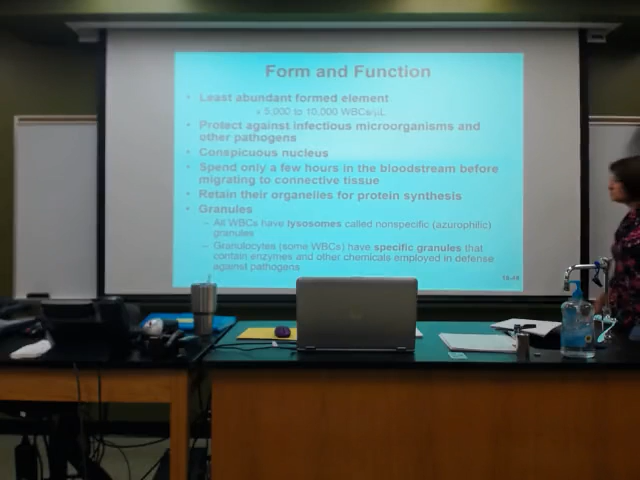 Form and Function
• Least abundant formed element
• 5,000 to 10,000 WBCs/μL
• Protect against infectious microorganisms and
other pathogens
• Conspicuous nucleus
• Spend only a few hours in the bloodstream before
migrating to connective tissue
• Retain their organelles for protein synthesis
• Granules
– All WBCs have lysosomes called nonspecific (azurophilic)
granules
– Granulocytes (some WBCs) have specific granules that
contain enzymes and other chemicals employed in defense
against pathogens